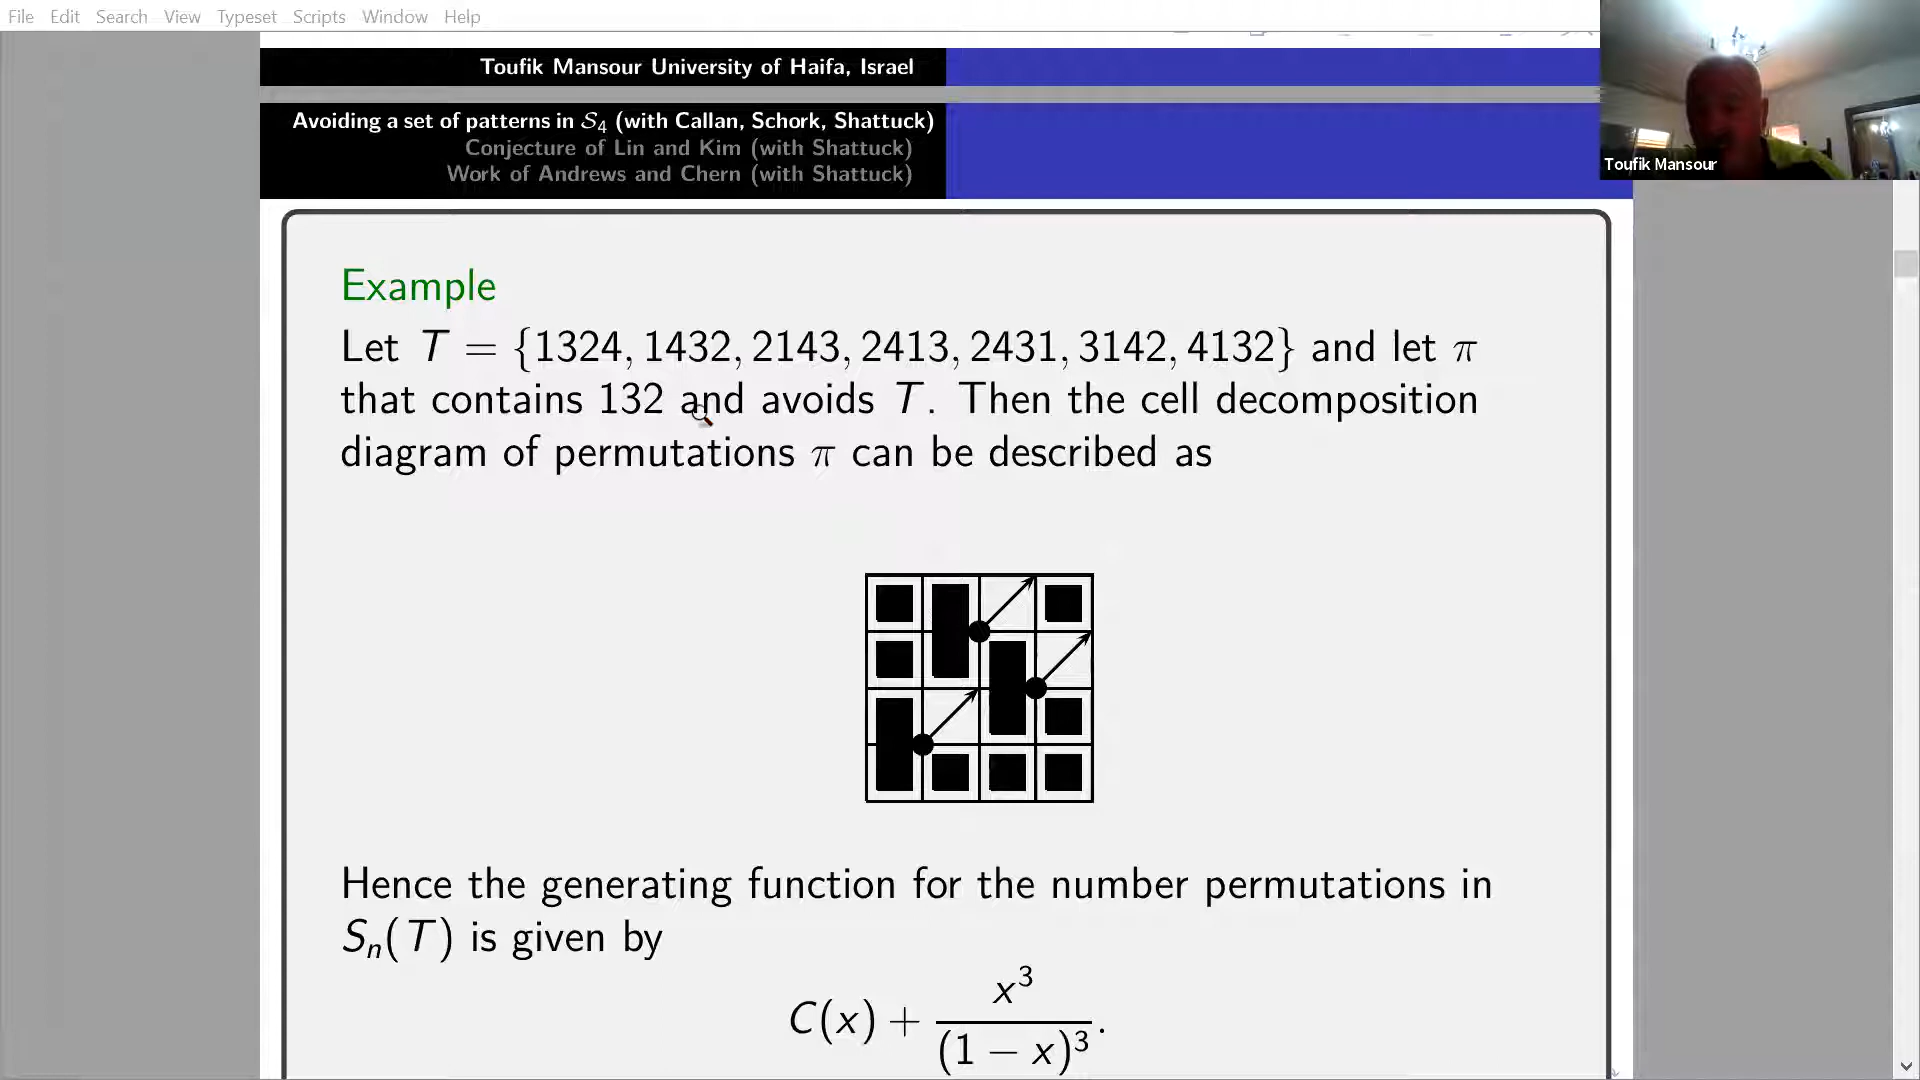 File Edit Search View Typeset Scripts Window Help
Toufik Mansour University of Haifa, Israel
Avoiding a set of patterns in S₄ (with Callan, Schork, Shattuck)
Conjecture of Lin and Kim (with Shattuck)
Work of Andrews and Chern (with Shattuck)
Toufik Mansour
Example
Let T = {1324, 1432, 2143, 2413, 2431, 3142, 4132} and let π
that contains 132 and avoids T. Then the cell decomposition
diagram of permutations π can be described as
Hence the generating function for the number permutations in
Sₙ(T) is given by
C(x) + x³/(1 − x)³.